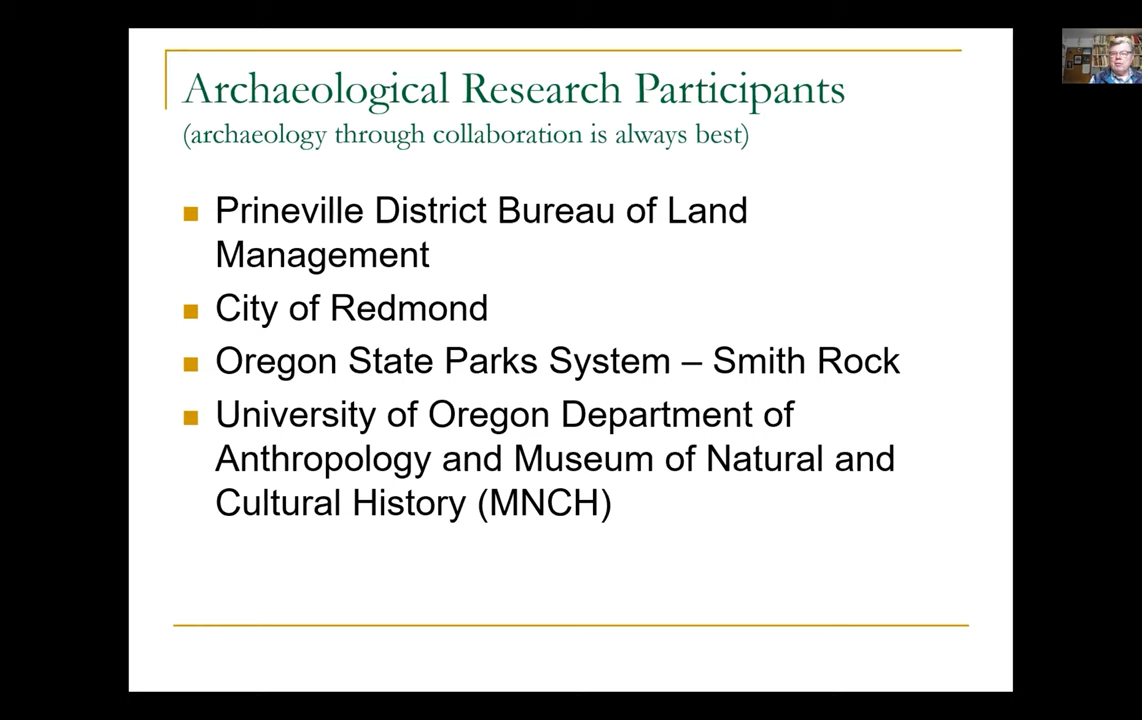 Archaeological Research Participants
(archaeology through collaboration is always best)
Prineville District Bureau of Land
Management
City of Redmond
Oregon State Parks System – Smith Rock
University of Oregon Department of
Anthropology and Museum of Natural and
Cultural History (MNCH)